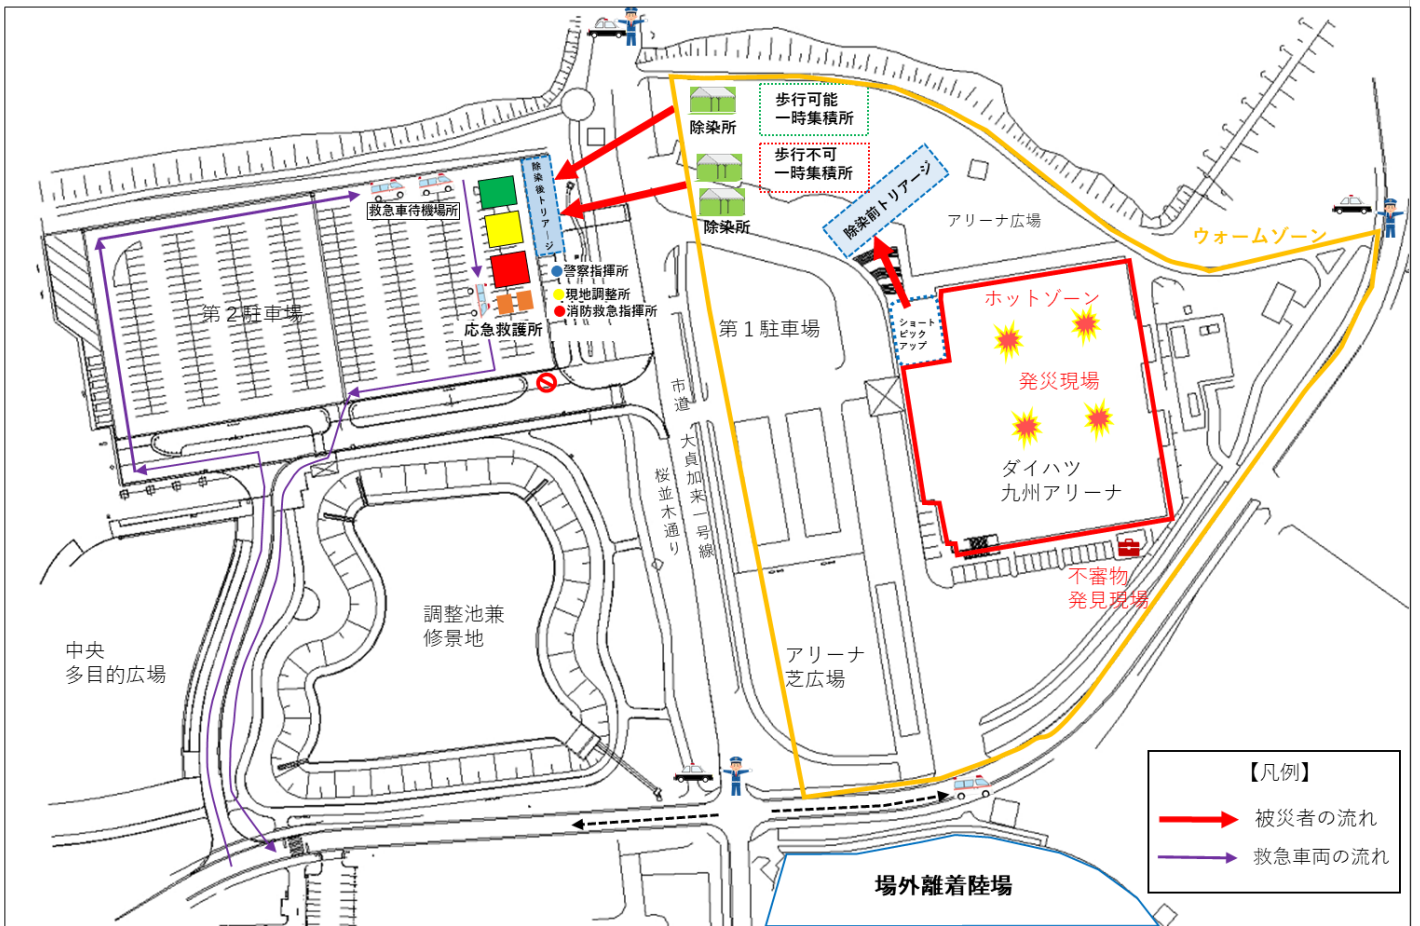 除染所
歩行可能
一時集積所
歩行不可
一時集積所
除染所
除染前トリアージ
除染後トリアージ
救急車待機場所
アリーナ広場
ウォームゾーン
警察指揮所
現地調整所
消防救急指揮所
応急救護所
第２駐車場
第１駐車場
ショート
ピック
アップ
ホットゾーン
発災現場
ダイハツ
九州アリーナ
市道 大貞加来一号線
桜並木通り
不審物
発見現場
調整池兼
修景地
中央
多目的広場
アリーナ
芝広場
場外離着陸場
【凡例】
被災者の流れ
救急車両の流れ